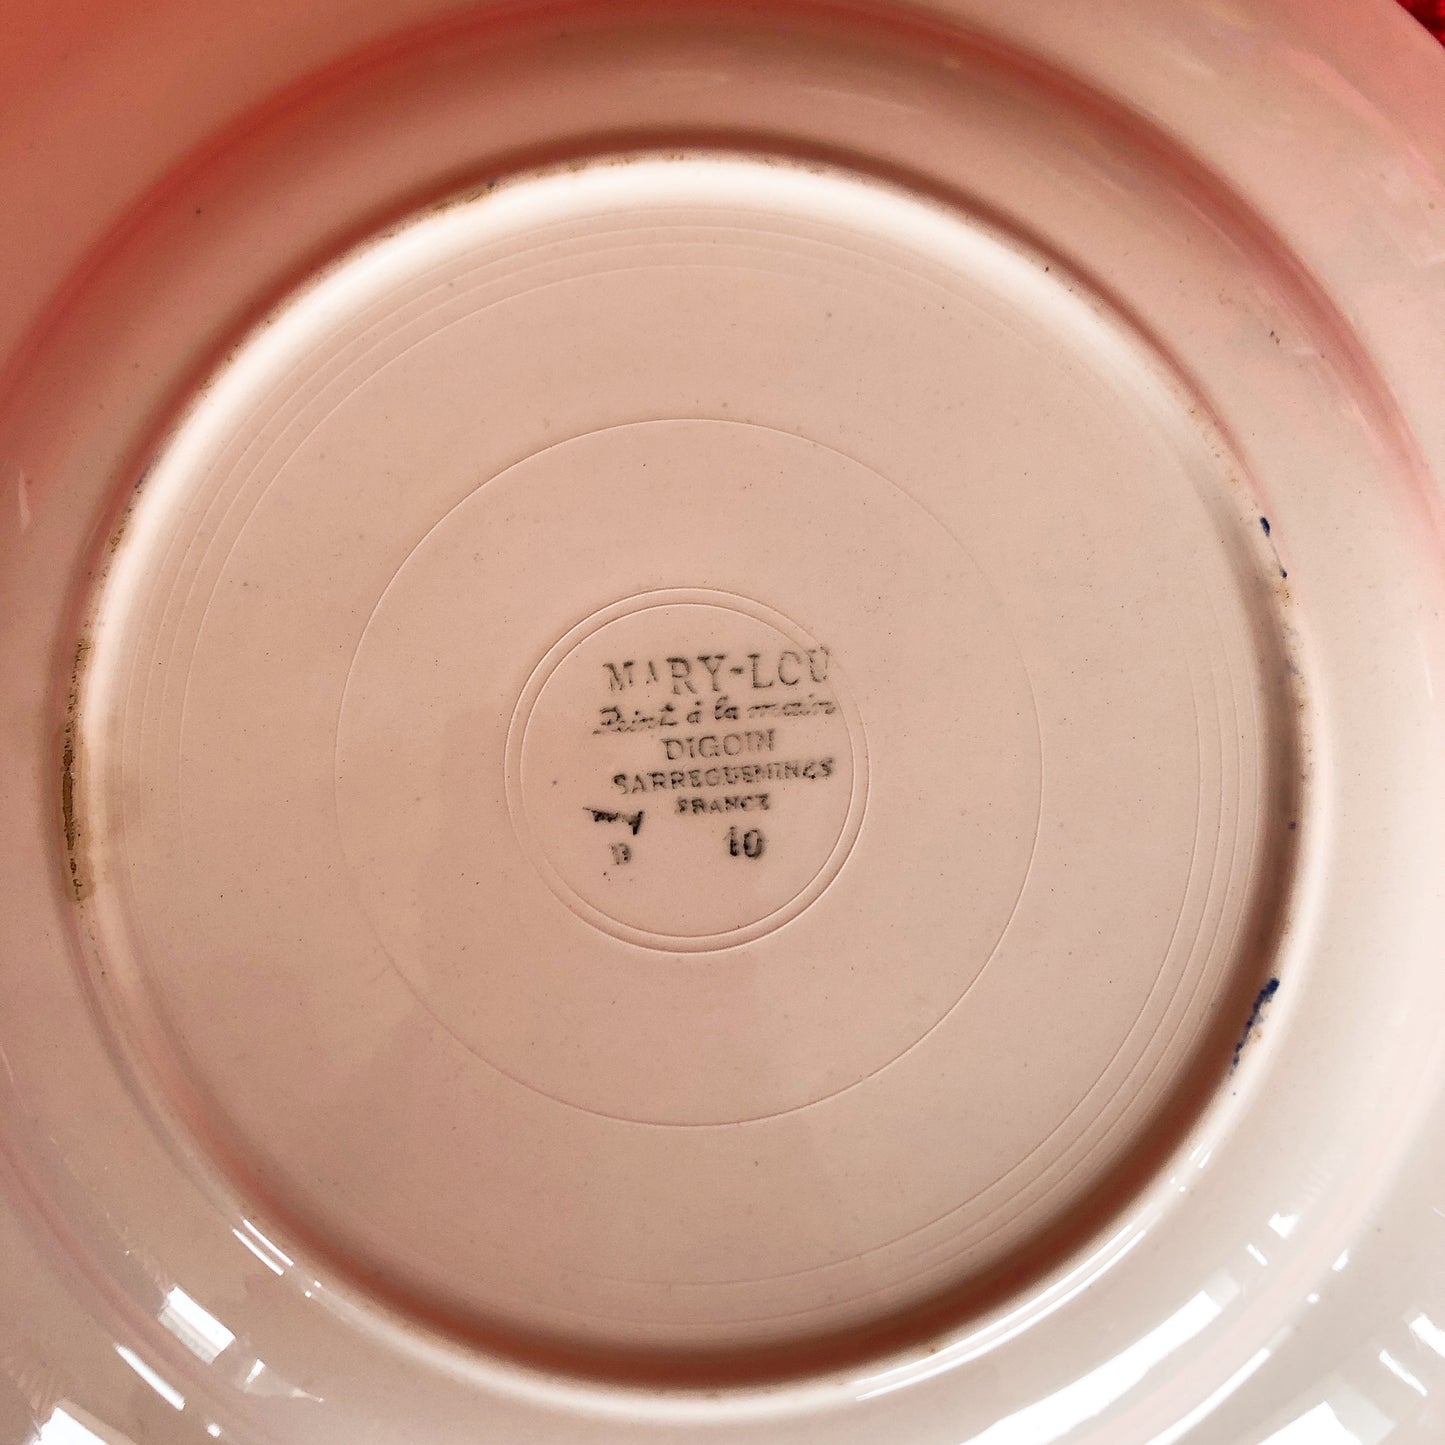 MARY-LOU
Peint à la main
DIGOIN
SARREGUEMINES
FRANCE
D 10